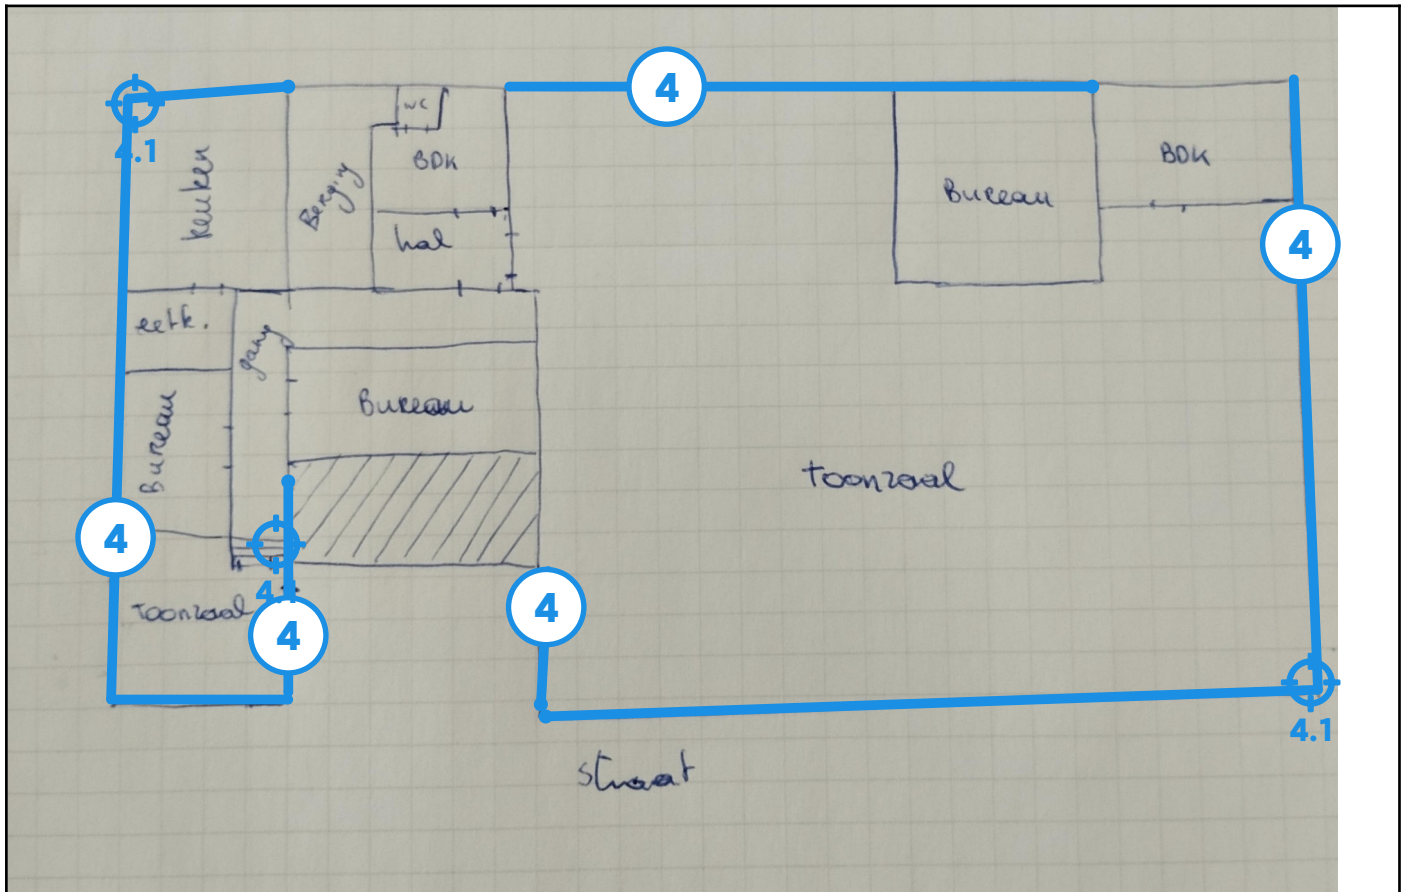 4
4.1
WC
keuken
Berging
BDK
BDK
Bureau
hal
4
eetk.
gang
Bureau
Bureau
toonzaal
4
4
4.1
toonzaal
4
4
4.1
straat